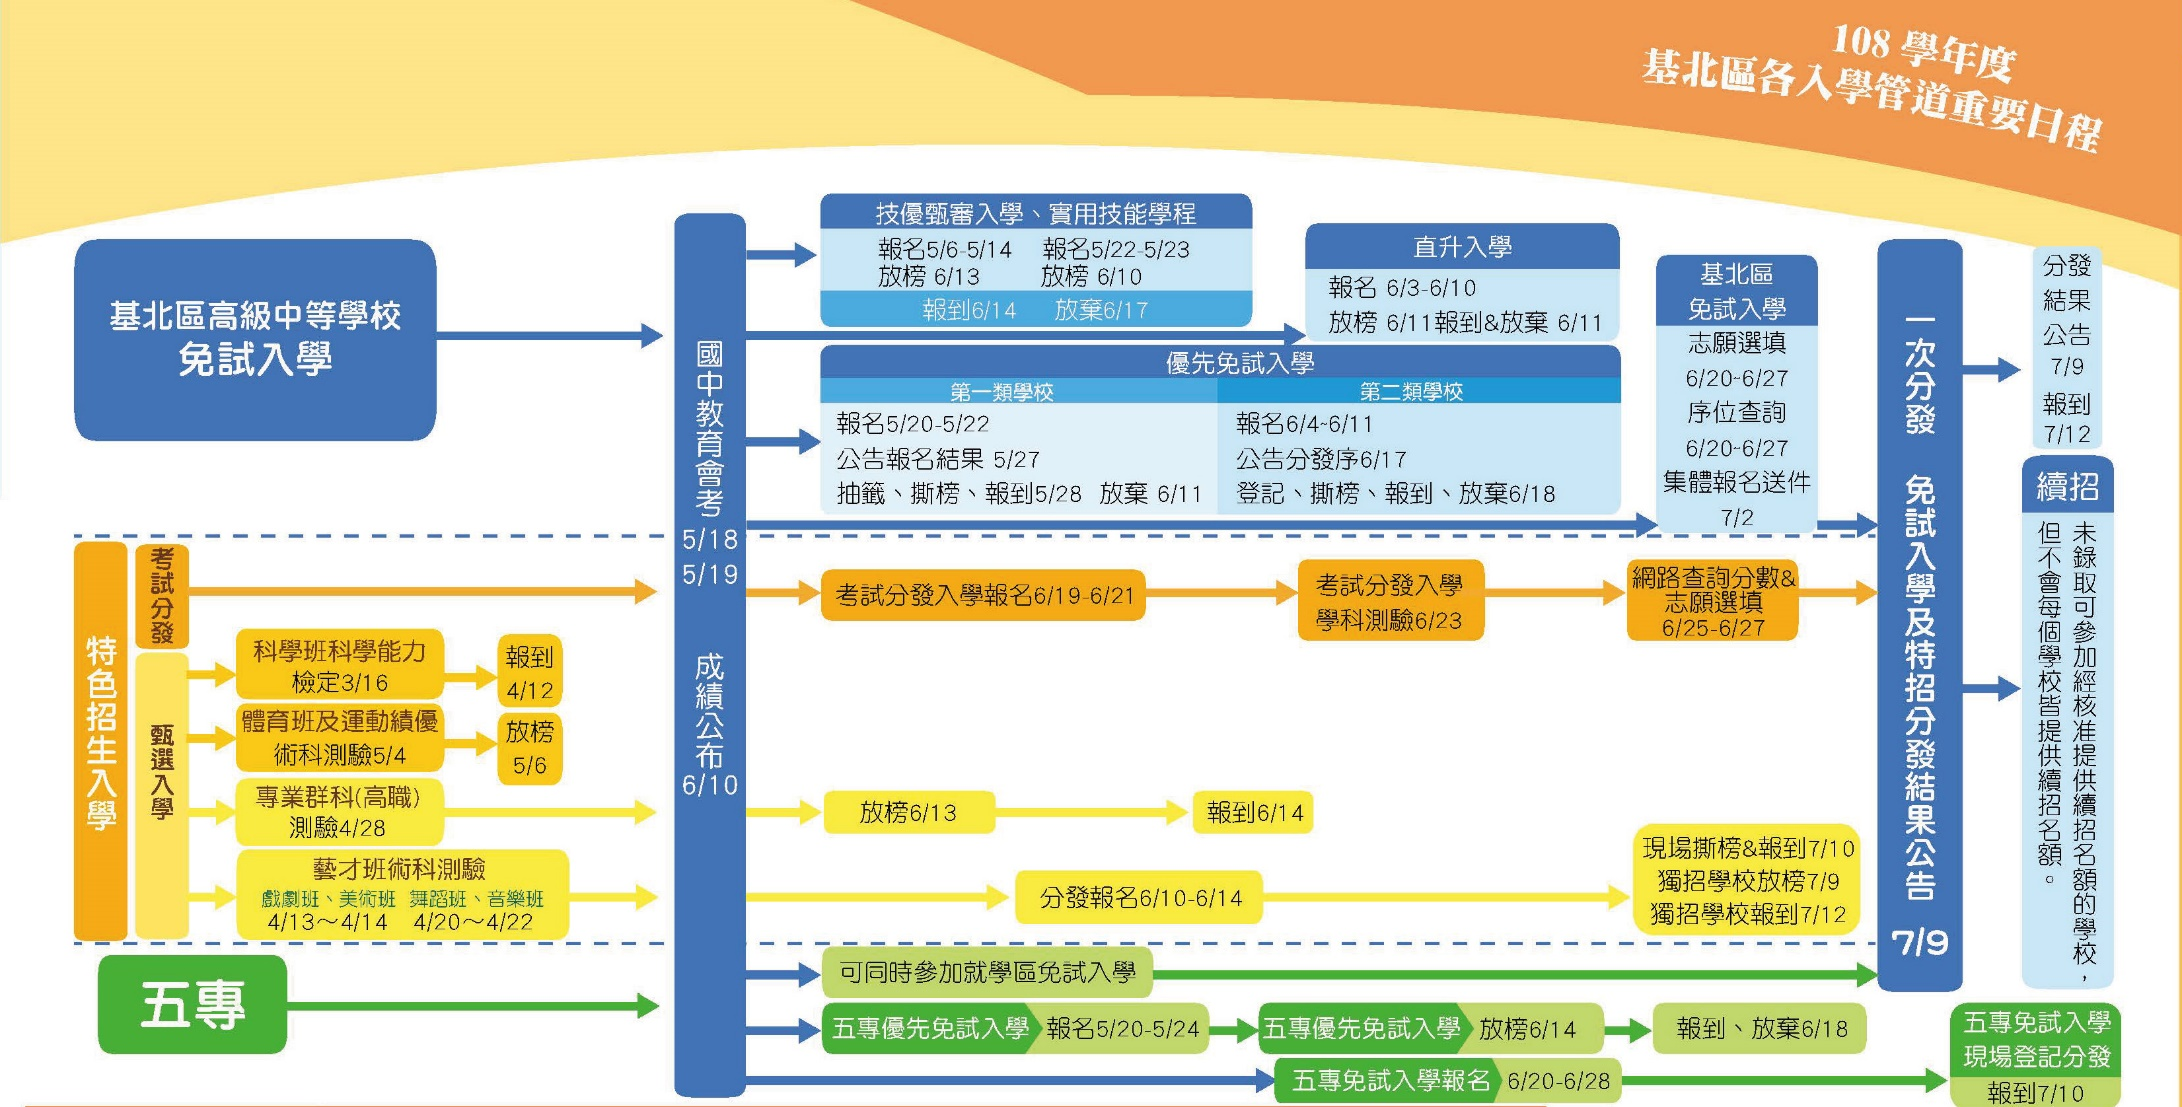 108 學年度
基北區各入學管道重要日程
基北區高級中等學校
免試入學
國中教育會考
5/18
5/19
成績公布
6/10
技優甄審入學、實用技能學程
報名5/6-5/14 報名5/22-5/23
放榜 6/13 放榜 6/10
報到6/14 放棄6/17
直升入學
報名 6/3-6/10
放榜 6/11報到&放棄 6/11
優先免試入學
第一類學校
報名5/20-5/22
公告報名結果 5/27
抽籤、撕榜、報到5/28 放棄 6/11
第二類學校
報名6/4~6/11
公告分發序6/17
登記、撕榜、報到、放棄6/18
基北區
免試入學
志願選填
6/20~6/27
序位查詢
6/20~6/27
集體報名送件
7/2
一次分發 免試入學及特招分發結果公告
7/9
分發
結果
公告
7/9
報到
7/12
續招
未錄取可參加經核准提供續招名額的學校，
但不會每個學校皆提供續招名額。
特色招生入學
考試分發
考試分發入學報名6/19-6/21
考試分發入學
學科測驗6/23
網路查詢分數&
志願選填
6/25-6/27
甄選入學
科學班科學能力
檢定3/16
報到
4/12
體育班及運動績優
術科測驗5/4
放榜
5/6
專業群科(高職)
測驗4/28
放榜6/13
報到6/14
藝才班術科測驗
戲劇班、美術班 舞蹈班、音樂班
4/13～4/14 4/20～4/22
分發報名6/10-6/14
現場撕榜&報到7/10
獨招學校放榜7/9
獨招學校報到7/12
五專
可同時參加就學區免試入學
五專優先免試入學 報名5/20-5/24
五專優先免試入學 放榜6/14
報到、放棄6/18
五專免試入學報名 6/20-6/28
五專免試入學
現場登記分發
報到7/10